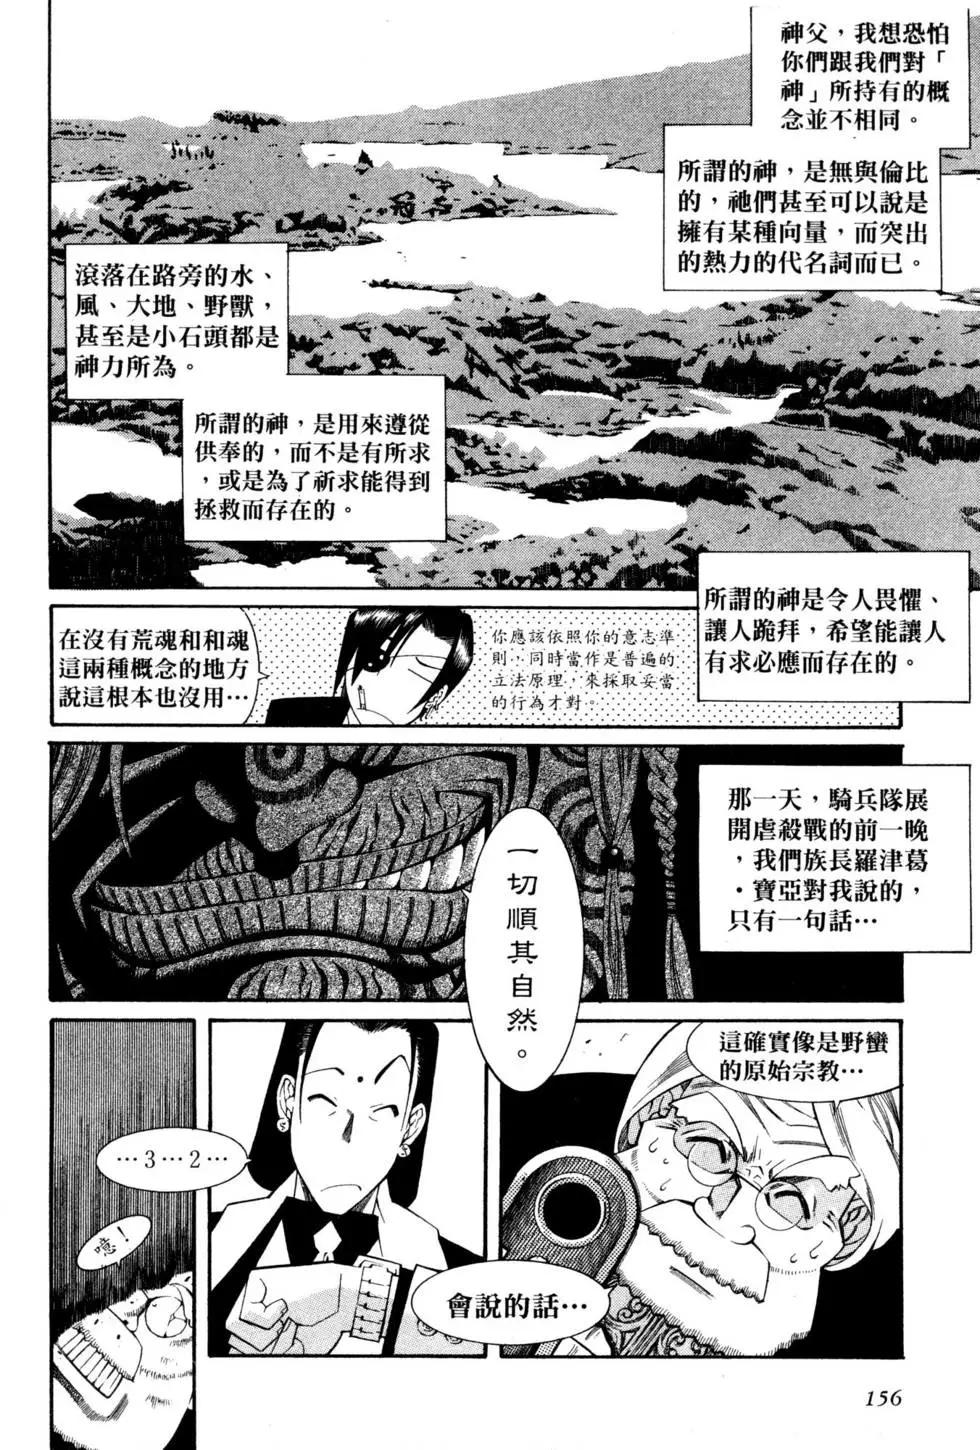 神父，我想恐怕
你們跟我們對「
神」所持有的概
念並不相同。
所謂的神，是無與倫比
的，祂們甚至可以說是
擁有某種向量，而突出
的熱力的代名詞而已。
滾落在路旁的水、
風、大地、野獸，
甚至是小石頭都是
神力所為。
所謂的神，是用來遵從
供奉的，而不是有所求
，或是為了祈求能得到
拯救而存在的。
所謂的神是令人畏懼、
讓人跪拜，希望能讓人
有求必應而存在的。
你應該依照你的意志準
則，同時當作是普遍的
立法原理，來採取妥當
的行為才對。
在沒有荒魂和和魂
這兩種概念的地方
說這根本也沒用…
那一天，騎兵隊展
開虐殺戰的前一晚
，我們族長羅津葛
・寶亞對我說的，
只有一句話…
一切順其自然。
這確實像是野蠻
的原始宗教…
會說的話…
…3…2…
噫！
156